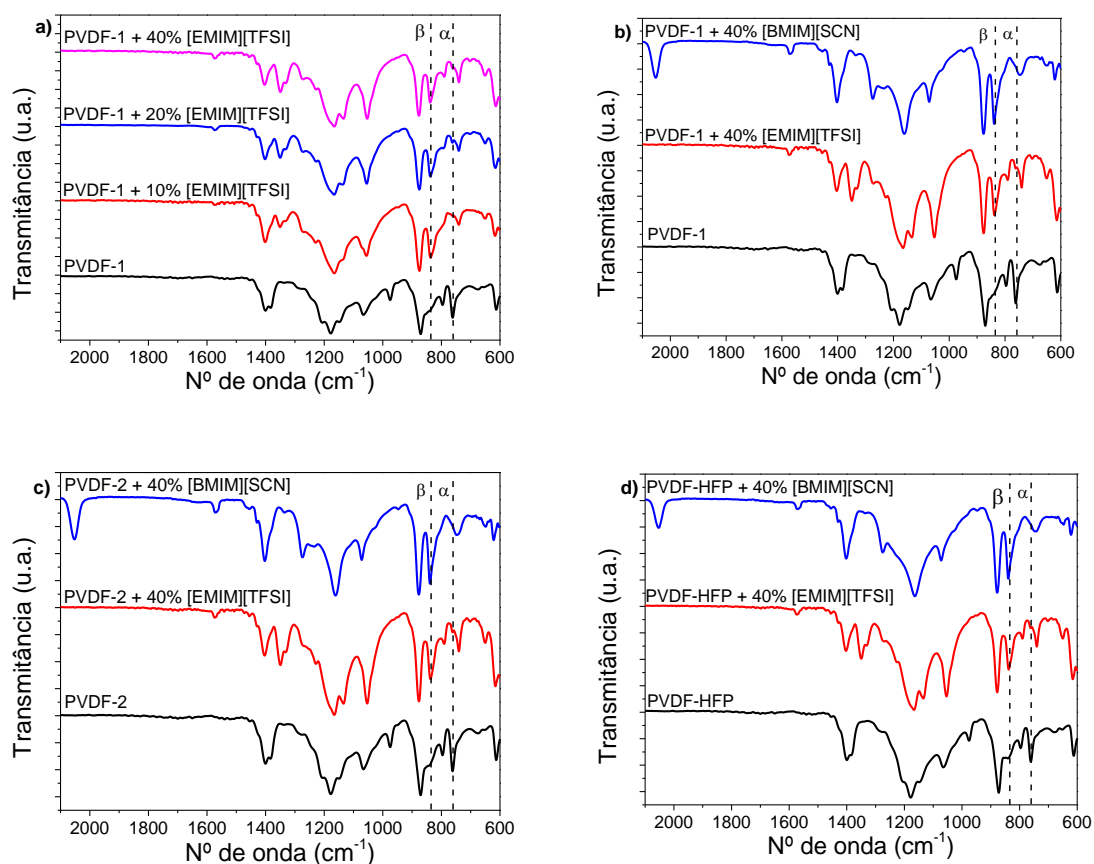 a)
β α
PVDF-1 + 40% [EMIM][TFSI]
PVDF-1 + 20% [EMIM][TFSI]
PVDF-1 + 10% [EMIM][TFSI]
PVDF-1
Transmitância (u.a.)
2000 1600 1400 1200 1000 800 600
Nº de onda (cm-1)
b)
β α
PVDF-1 + 40% [BMIM][SCN]
PVDF-1 + 40% [EMIM][TFSI]
PVDF-1
Transmitância (u.a.)
2000 1600 1400 1200 1000 800 600
Nº de onda (cm-1)
c)
β α
PVDF-2 + 40% [BMIM][SCN]
PVDF-2 + 40% [EMIM][TFSI]
PVDF-2
Transmitância (u.a.)
2000 1600 1400 1200 1000 800 600
Nº de onda (cm-1)
d)
β α
PVDF-HFP + 40% [BMIM][SCN]
PVDF-HFP + 40% [EMIM][TFSI]
PVDF-HFP
Transmitância (u.a.)
2000 1600 1400 1200 1000 800 600
Nº de onda (cm-1)